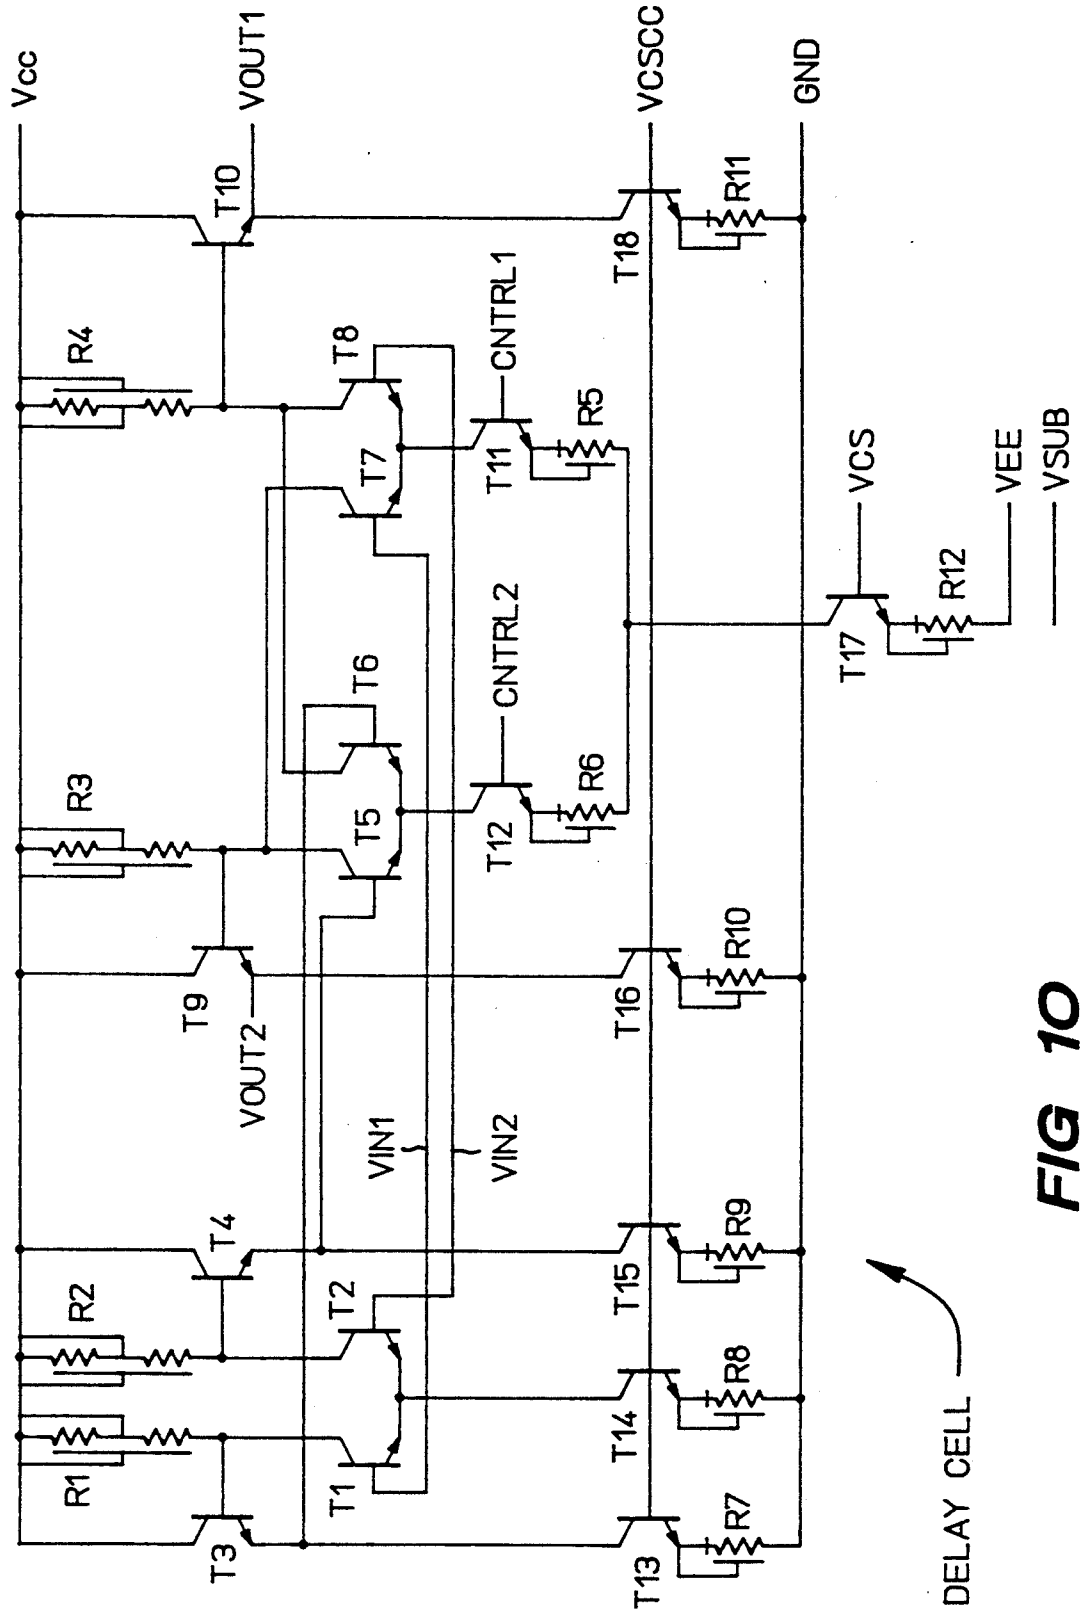 Vcc
VOUT1
VCSCC
GND
T10
T18
R11
R4
T8
T7
CNTRL1
T11
R5
VCS
VEE
VSUB
T17
R12
T6
T5
CNTRL2
T12
R6
R3
T9
VOUT2
T16
R10
VIN1
VIN2
T4
R2
T2
T15
R9
R1
T1
T14
R8
T3
T13
R7
DELAY CELL
FIG 10